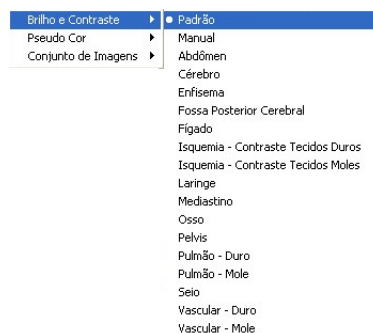 Brilho e Contraste
Pseudo Cor
Conjunto de Imagens
Padrão
Manual
Abdômen
Cérebro
Enfisema
Fossa Posterior Cerebral
Fígado
Isquemia - Contraste Tecidos Duros
Isquemia - Contraste Tecidos Moles
Laringe
Mediastino
Osso
Pelvis
Pulmão - Duro
Pulmão - Mole
Seio
Vascular - Duro
Vascular - Mole